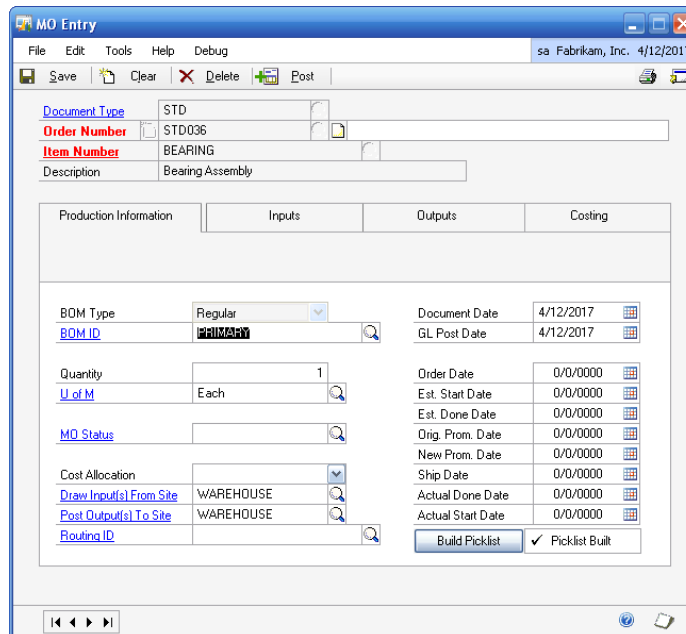 MO Entry
File Edit Tools Help Debug sa Fabrikam, Inc. 4/12/2017
Save Clear Delete Post
Document Type STD
Order Number STD036
Item Number BEARING
Description Bearing Assembly
Production Information Inputs Outputs Costing
BOM Type Regular Document Date 4/12/2017
BOM ID PRIMARY GL Post Date 4/12/2017
Quantity 1 Order Date 0/0/0000
U of M Each Est. Start Date 0/0/0000
Est. Done Date 0/0/0000
MO Status Orig. Prom. Date 0/0/0000
New Prom. Date 0/0/0000
Cost Allocation Ship Date 0/0/0000
Draw Input(s) From Site WAREHOUSE Actual Done Date 0/0/0000
Post Output(s) To Site WAREHOUSE Actual Start Date 0/0/0000
Routing ID Build Picklist Picklist Built